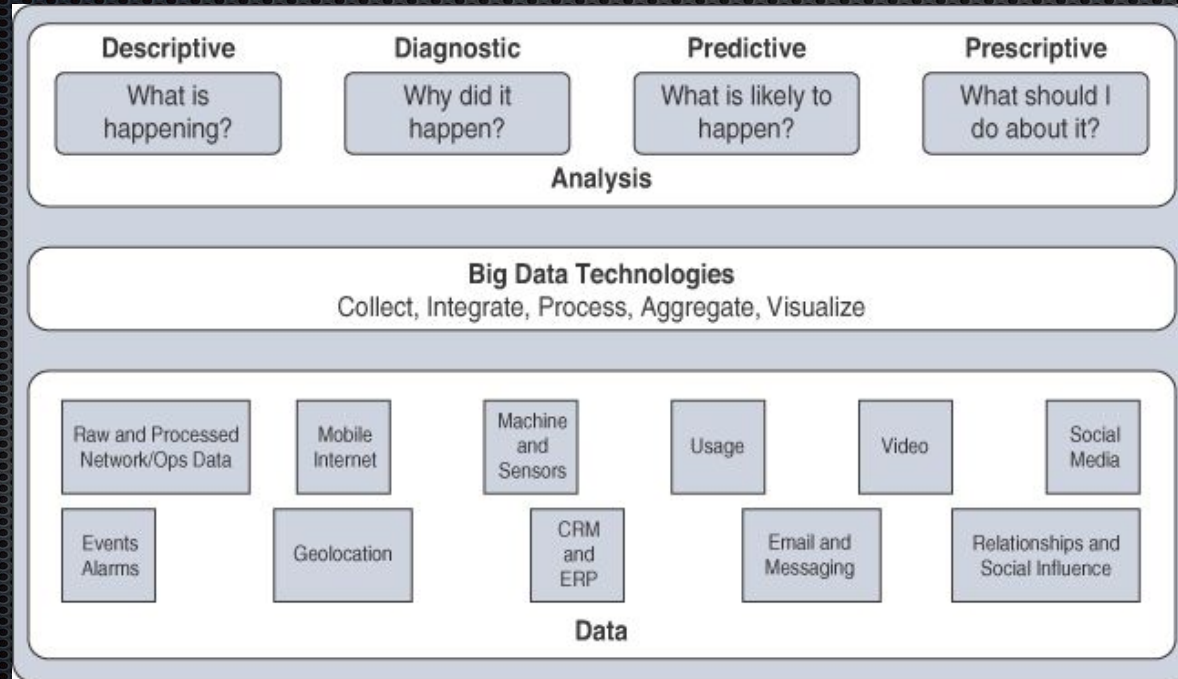 Descriptive
Diagnostic
Predictive
Prescriptive
What is
happening?
Why did it
happen?
What is likely to
happen?
What should I
do about it?
Analysis
Big Data Technologies
Collect, Integrate, Process, Aggregate, Visualize
Raw and Processed
Network/Ops Data
Mobile
Internet
Machine
and
Sensors
Usage
Video
Social
Media
Events
Alarms
Geolocation
CRM
and
ERP
Email and
Messaging
Relationships and
Social Influence
Data